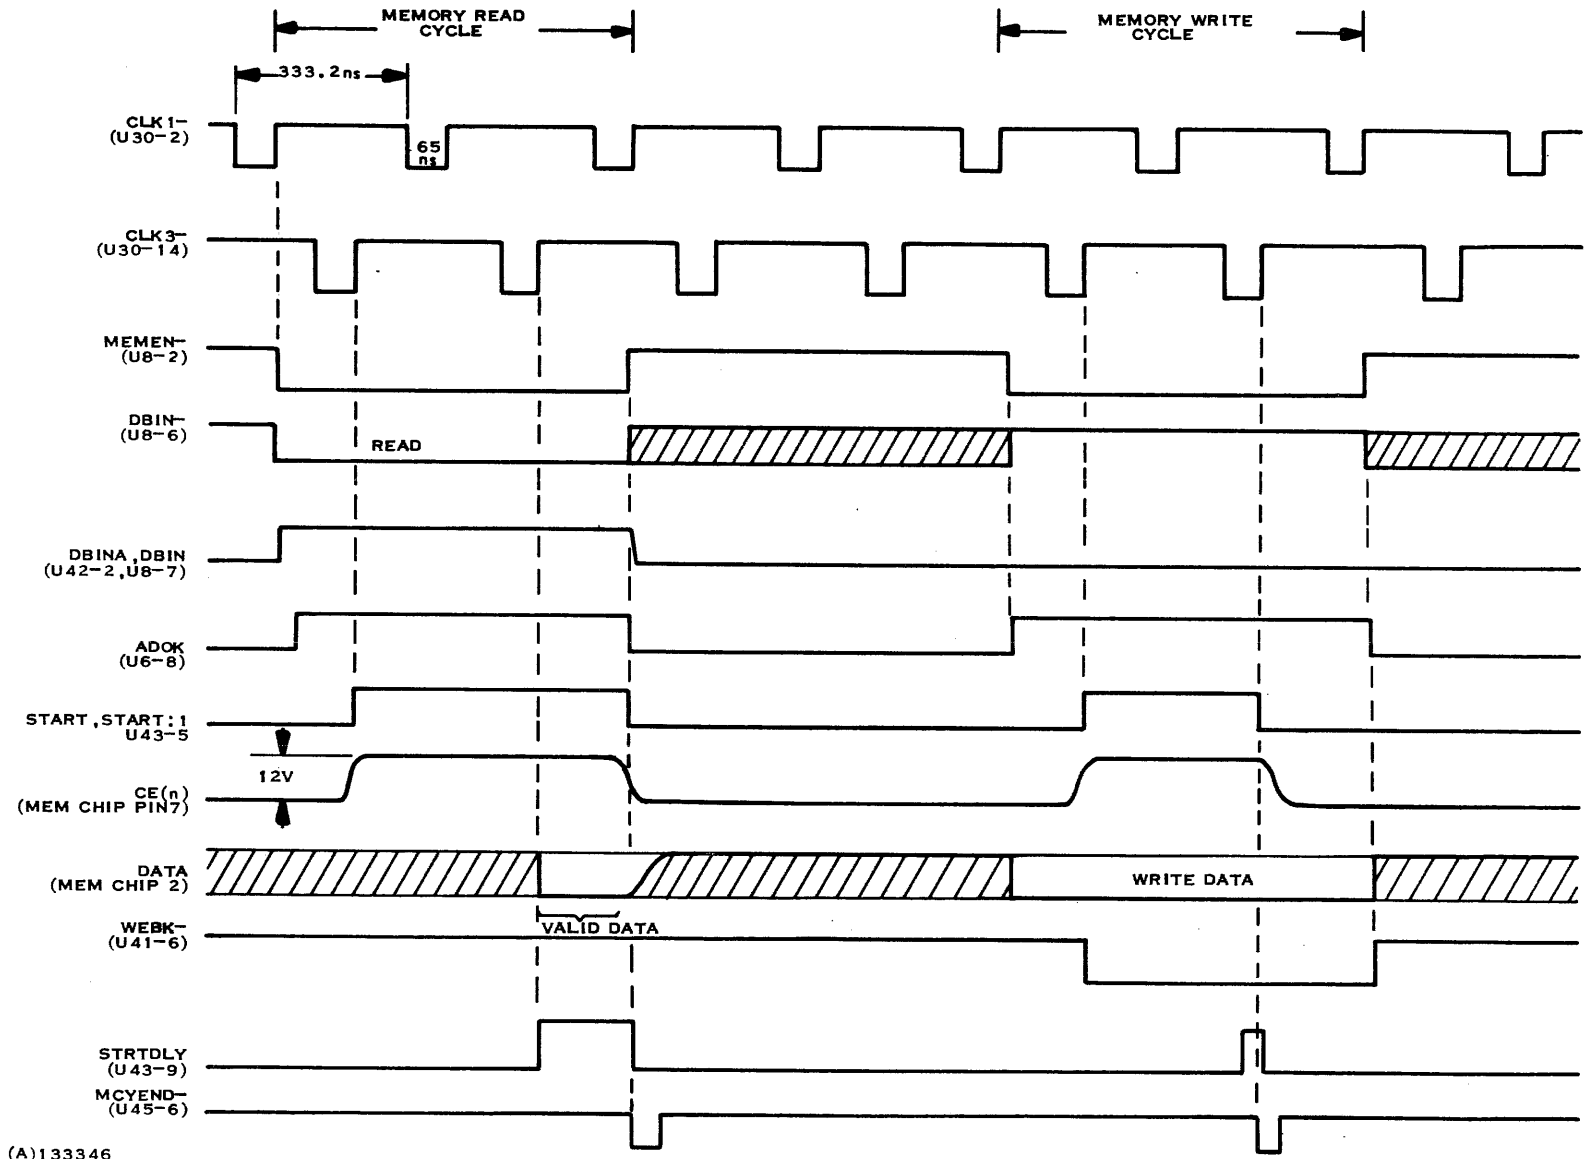 MEMORY READ
CYCLE
MEMORY WRITE
CYCLE
333.2ns
CLK1-
(U30-2)
65
ns
CLK3-
(U30-14)
MEMEN-
(U8-2)
DBIN-
(U8-6)
READ
DBINA,DBIN
(U42-2,U8-7)
ADOK
(U6-8)
START,START:1
U43-5
12V
CE(n)
(MEM CHIP PIN7)
DATA
(MEM CHIP 2)
WRITE DATA
VALID DATA
WEBK-
(U41-6)
STRTDLY
(U43-9)
MCYEND-
(U45-6)
(A)133346